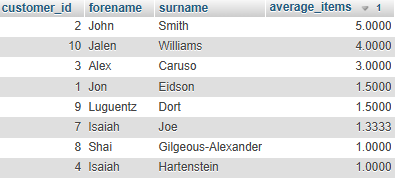 customer_id forename surname average_items 1
2 John Smith 5.0000
10 Jalen Williams 4.0000
3 Alex Caruso 3.0000
1 Jon Eidson 1.5000
9 Luguentz Dort 1.5000
7 Isaiah Joe 1.3333
8 Shai Gilgeous-Alexander 1.0000
4 Isaiah Hartenstein 1.0000